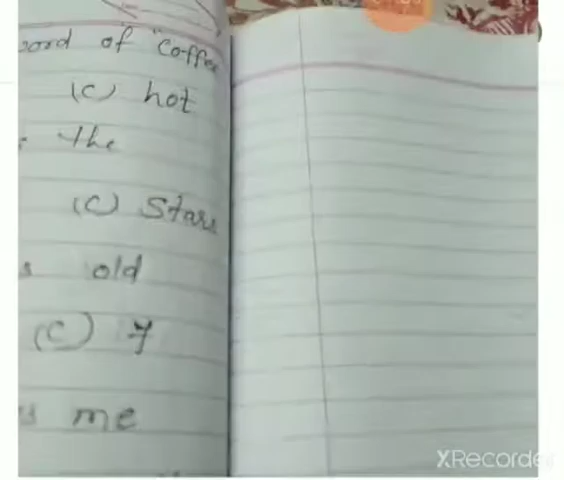 of "Coffee
(C) hot
the
(C) Stars
old
(C) 7
me
XRecorder